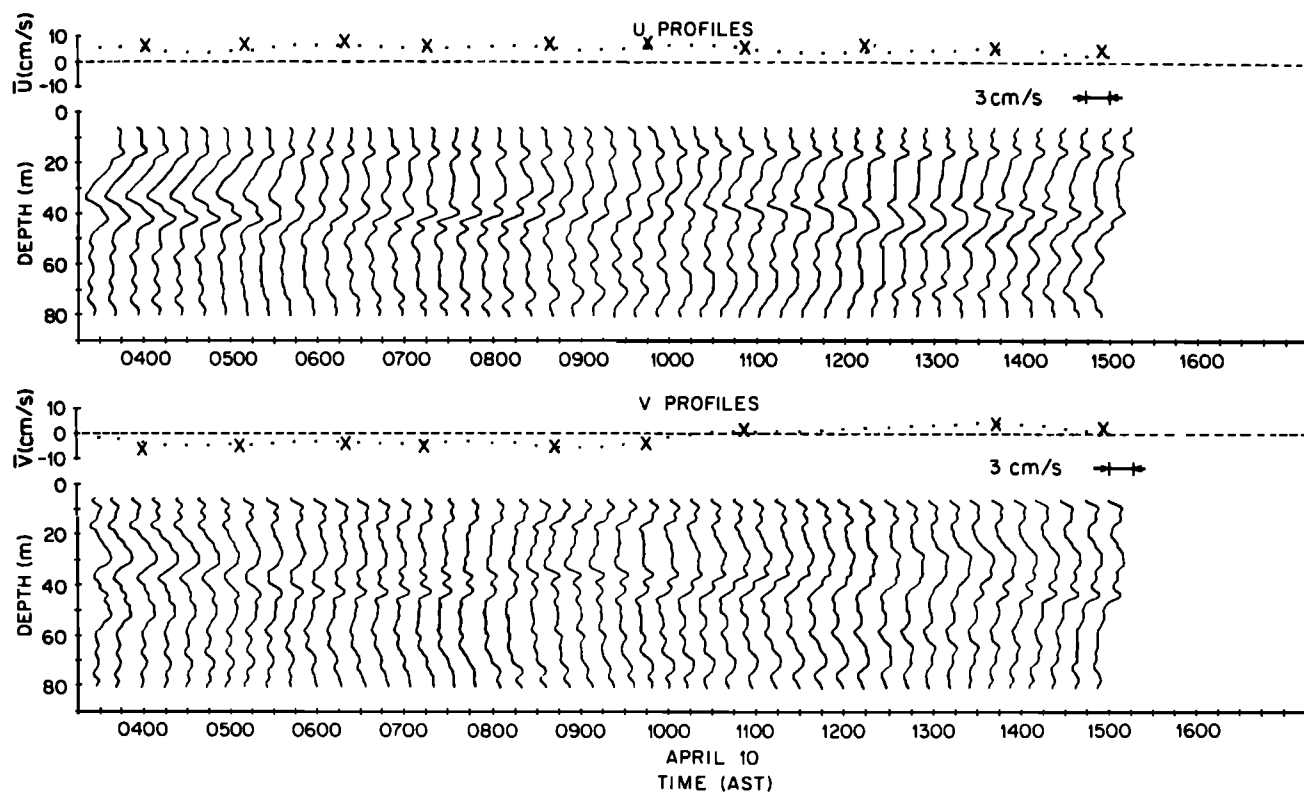 U PROFILES
10
0
-10
Ū(cm/s)
3 cm/s
0
20
40
60
80
DEPTH (m)
0400 0500 0600 0700 0800 0900 1000 1100 1200 1300 1400 1500 1600
V PROFILES
10
0
-10
V̄(cm/s)
3 cm/s
0
20
40
60
80
DEPTH (m)
0400 0500 0600 0700 0800 0900 1000 1100 1200 1300 1400 1500 1600
APRIL 10
TIME (AST)